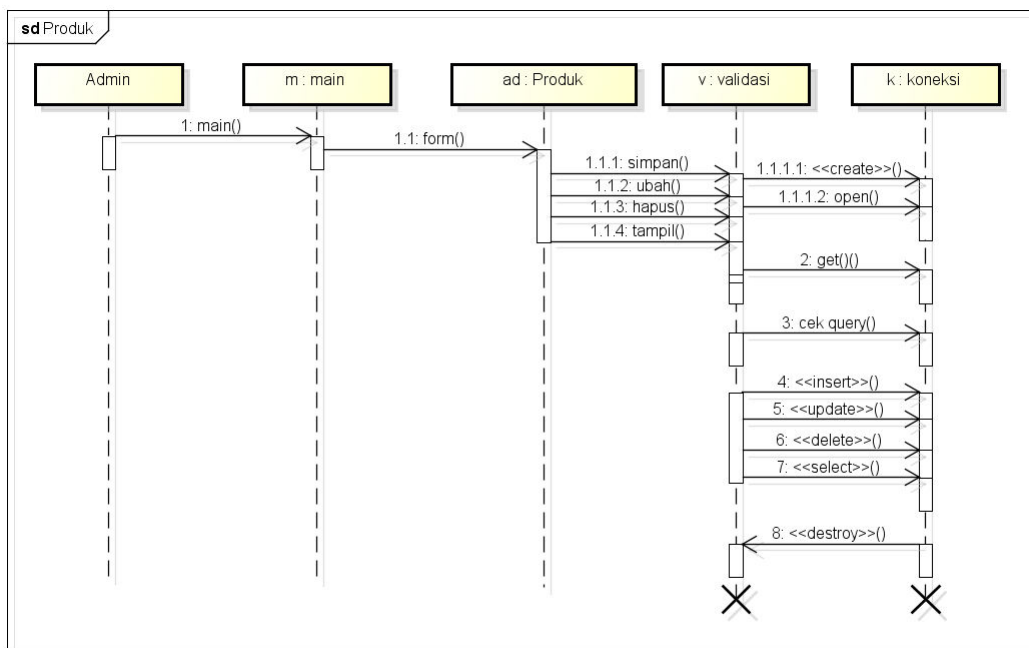 sd Produk
Admin
m : main
ad : Produk
v : validasi
k : koneksi
1: main()
1.1: form()
1.1.1: simpan()
1.1.1.1: <<create>>()
1.1.2: ubah()
1.1.1.2: open()
1.1.3: hapus()
1.1.4: tampil()
2: get()()
3: cek query()
4: <<insert>>()
5: <<update>>()
6: <<delete>>()
7: <<select>>()
8: <<destroy>>()